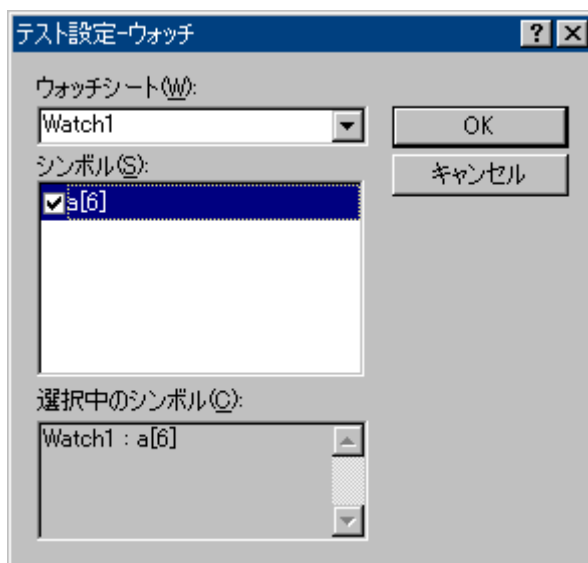 テスト設定-ウォッチ
ウォッチシート(W):
Watch1
OK
シンボル(S):
キャンセル
a[6]
選択中のシンボル(C):
Watch1 : a[6]